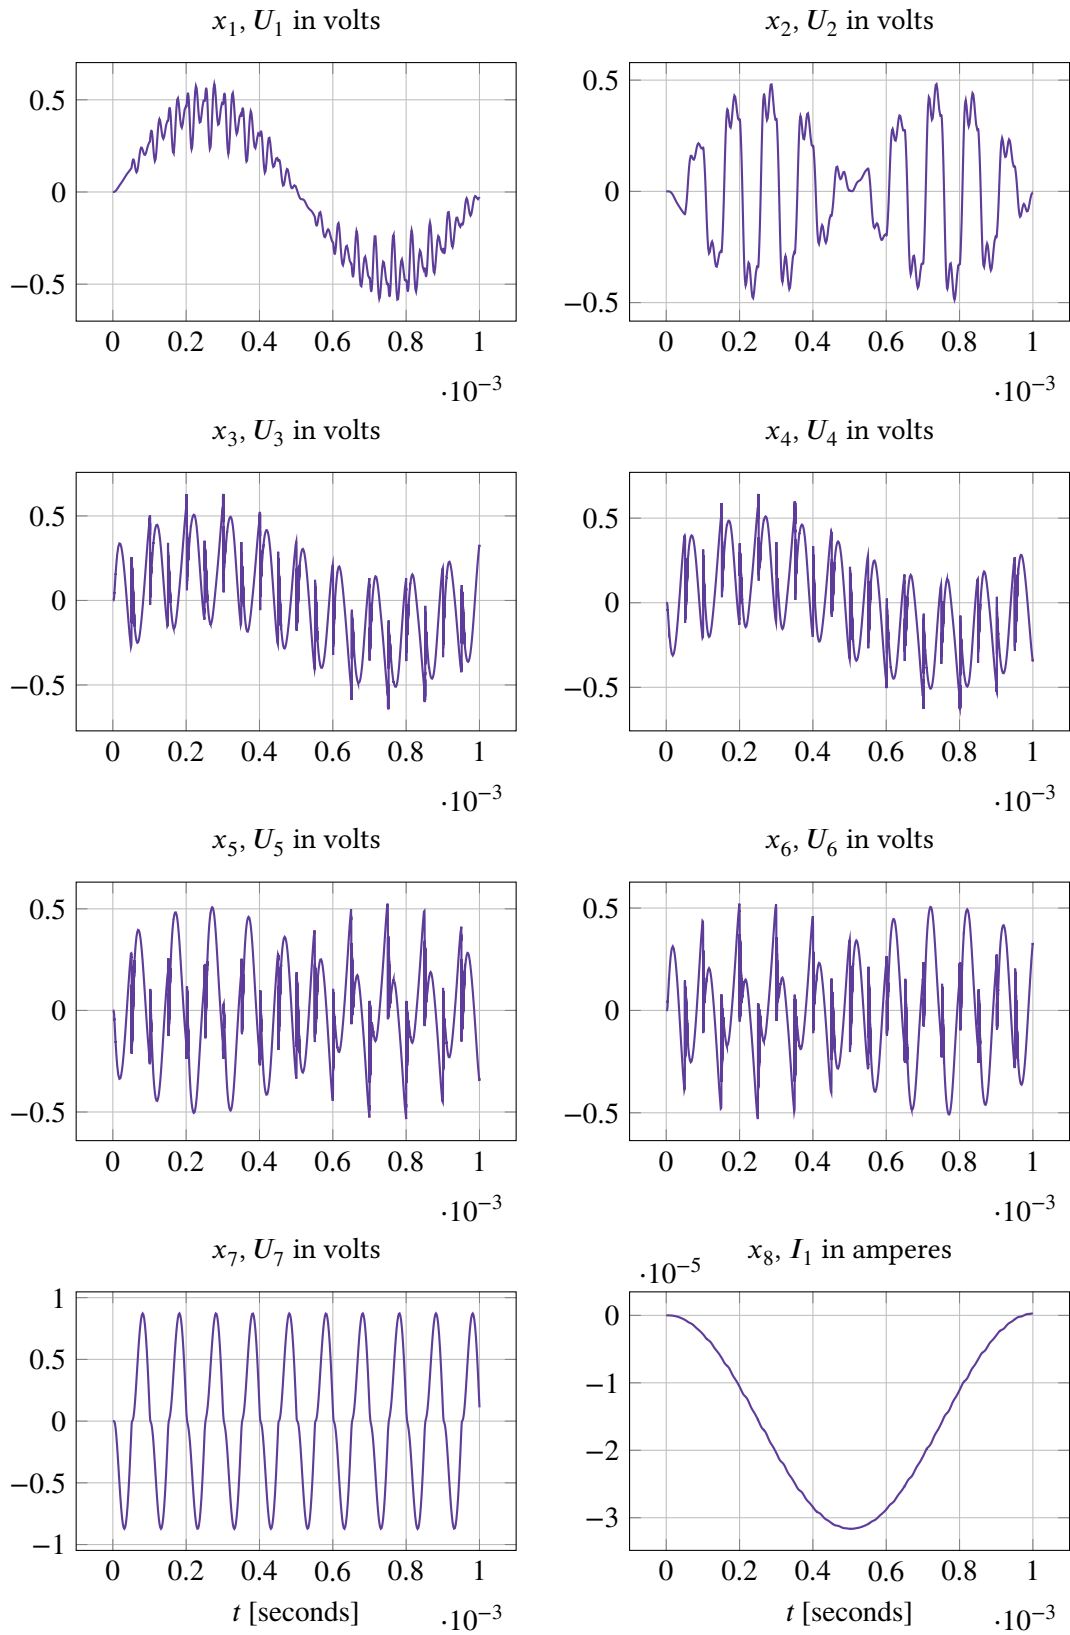 x₁, U₁ in volts
0.5
0
−0.5
0 0.2 0.4 0.6 0.8 1
·10⁻³
x₂, U₂ in volts
0.5
0
−0.5
0 0.2 0.4 0.6 0.8 1
·10⁻³
x₃, U₃ in volts
0.5
0
−0.5
0 0.2 0.4 0.6 0.8 1
·10⁻³
x₄, U₄ in volts
0.5
0
−0.5
0 0.2 0.4 0.6 0.8 1
·10⁻³
x₅, U₅ in volts
0.5
0
−0.5
0 0.2 0.4 0.6 0.8 1
·10⁻³
x₆, U₆ in volts
0.5
0
−0.5
0 0.2 0.4 0.6 0.8 1
·10⁻³
x₇, U₇ in volts
1
0.5
0
−0.5
−1
0 0.2 0.4 0.6 0.8 1
t [seconds]
·10⁻³
x₈, I₁ in amperes
·10⁻⁵
0
−1
−2
−3
0 0.2 0.4 0.6 0.8 1
t [seconds]
·10⁻³